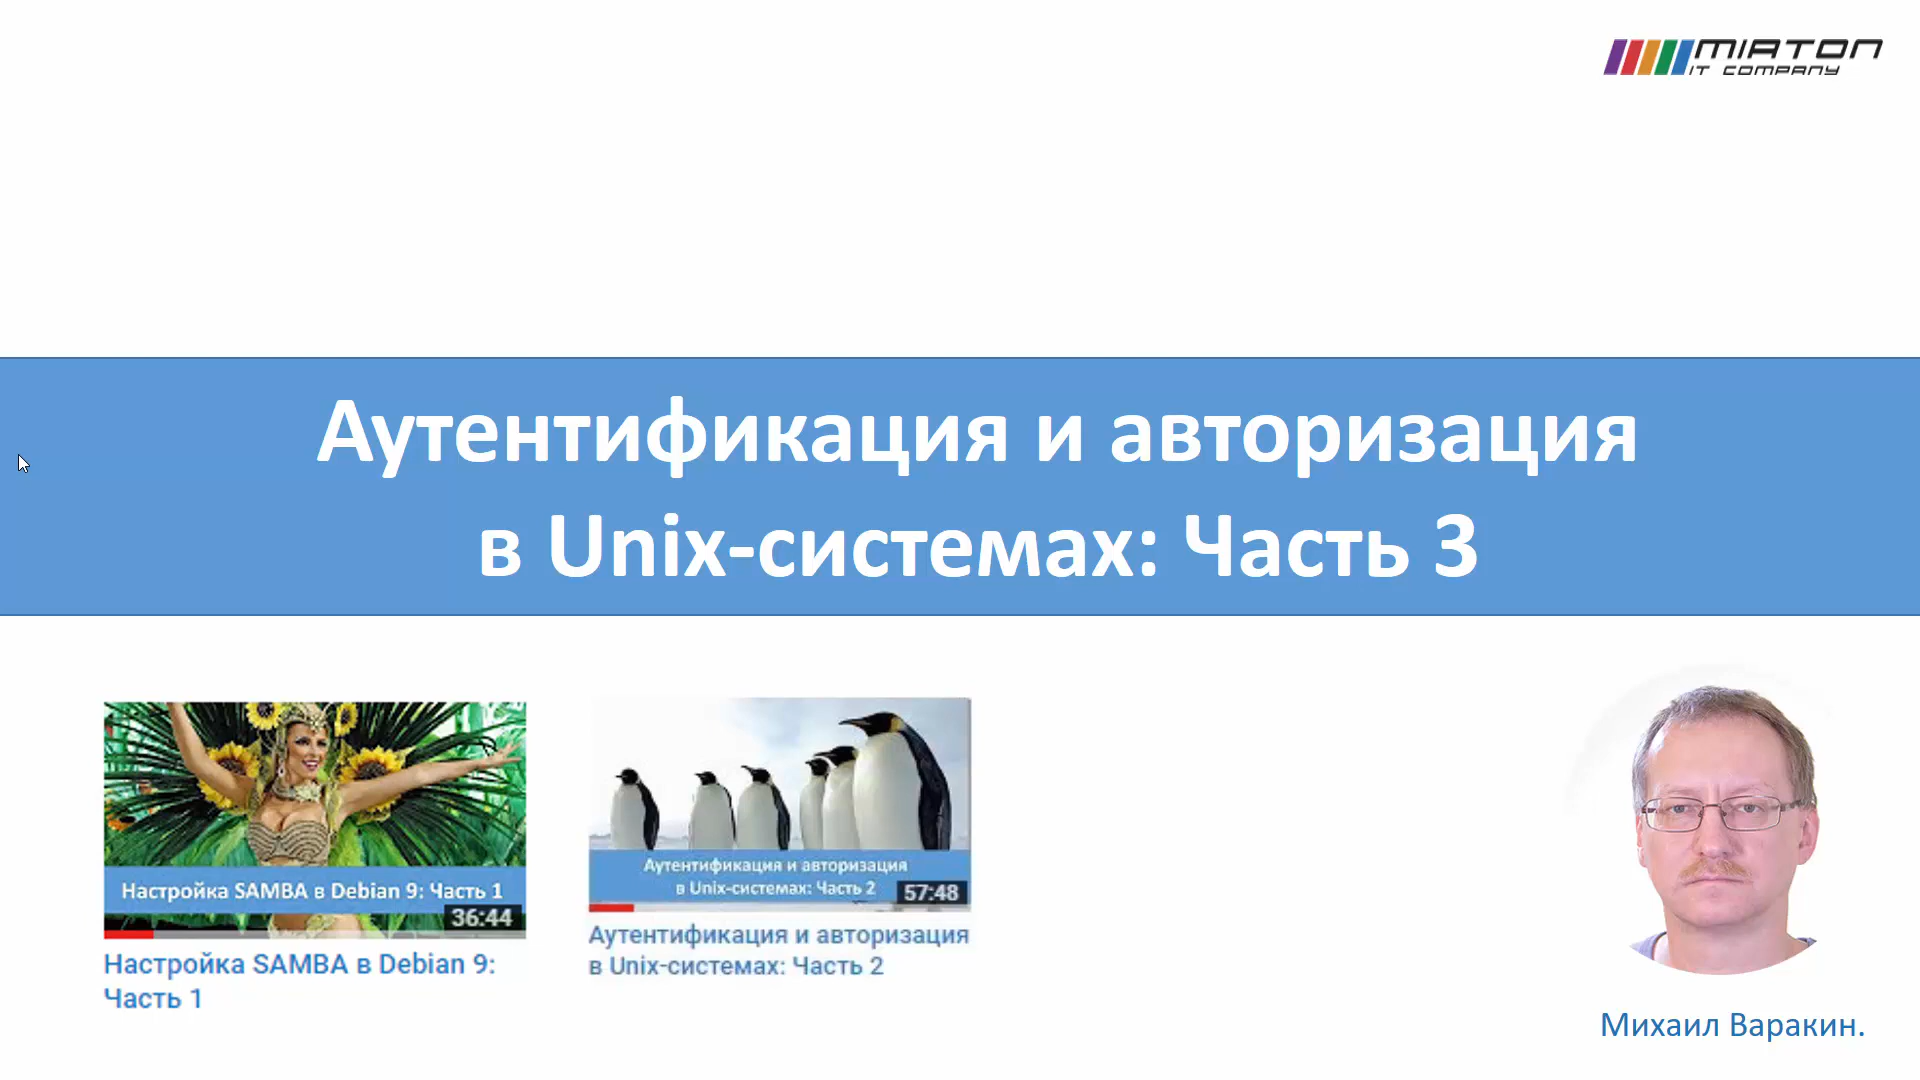 MIATON
IT COMPANY
Аутентификация и авторизация
в Unix-системах: Часть 3
Настройка SAMBA в Debian 9: Часть 1
36:44
Настройка SAMBA в Debian 9:
Часть 1
Аутентификация и авторизация
в Unix-системах: Часть 2
57:48
Аутентификация и авторизация
в Unix-системах: Часть 2
Михаил Варакин.